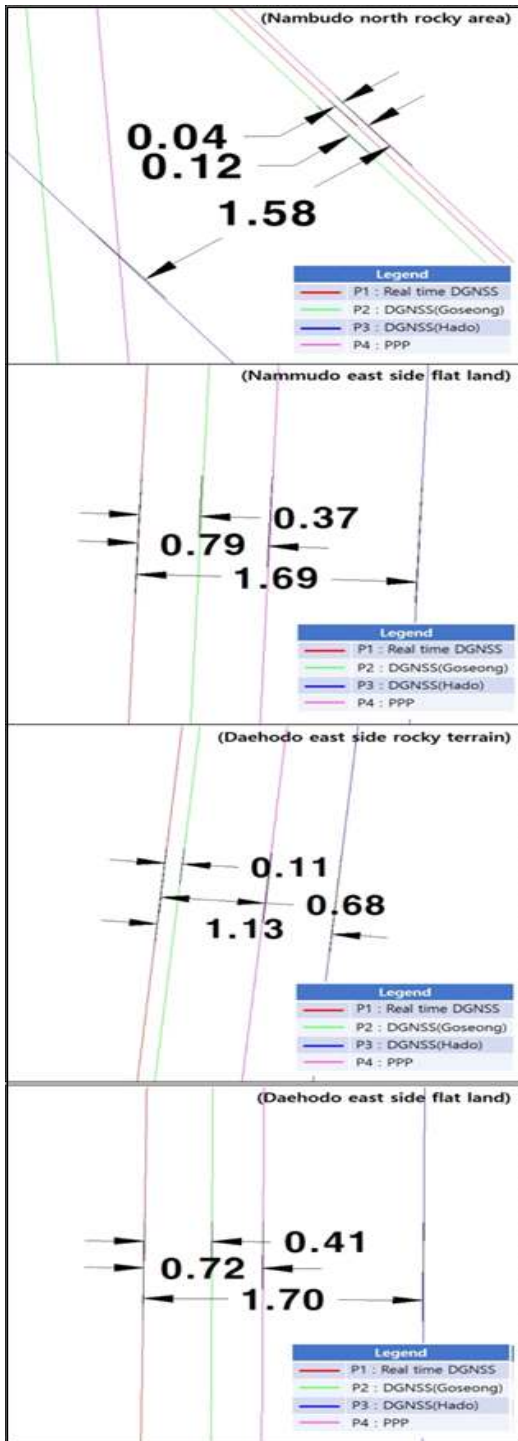 (Nambudo north rocky area)
0.04
0.12
1.58
Legend
P1 : Real time DGNSS
P2 : DGNSS(Goseong)
P3 : DGNSS(Hado)
P4 : PPP
(Nammudo east side flat land)
0.37
0.79
1.69
Legend
P1 : Real time DGNSS
P2 : DGNSS(Goseong)
P3 : DGNSS(Hado)
P4 : PPP
(Daehodo east side rocky terrain)
0.11
0.68
1.13
Legend
P1 : Real time DGNSS
P2 : DGNSS(Goseong)
P3 : DGNSS(Hado)
P4 : PPP
(Daehodo east side flat land)
0.41
0.72
1.70
Legend
P1 : Real time DGNSS
P2 : DGNSS(Goseong)
P3 : DGNSS(Hado)
P4 : PPP